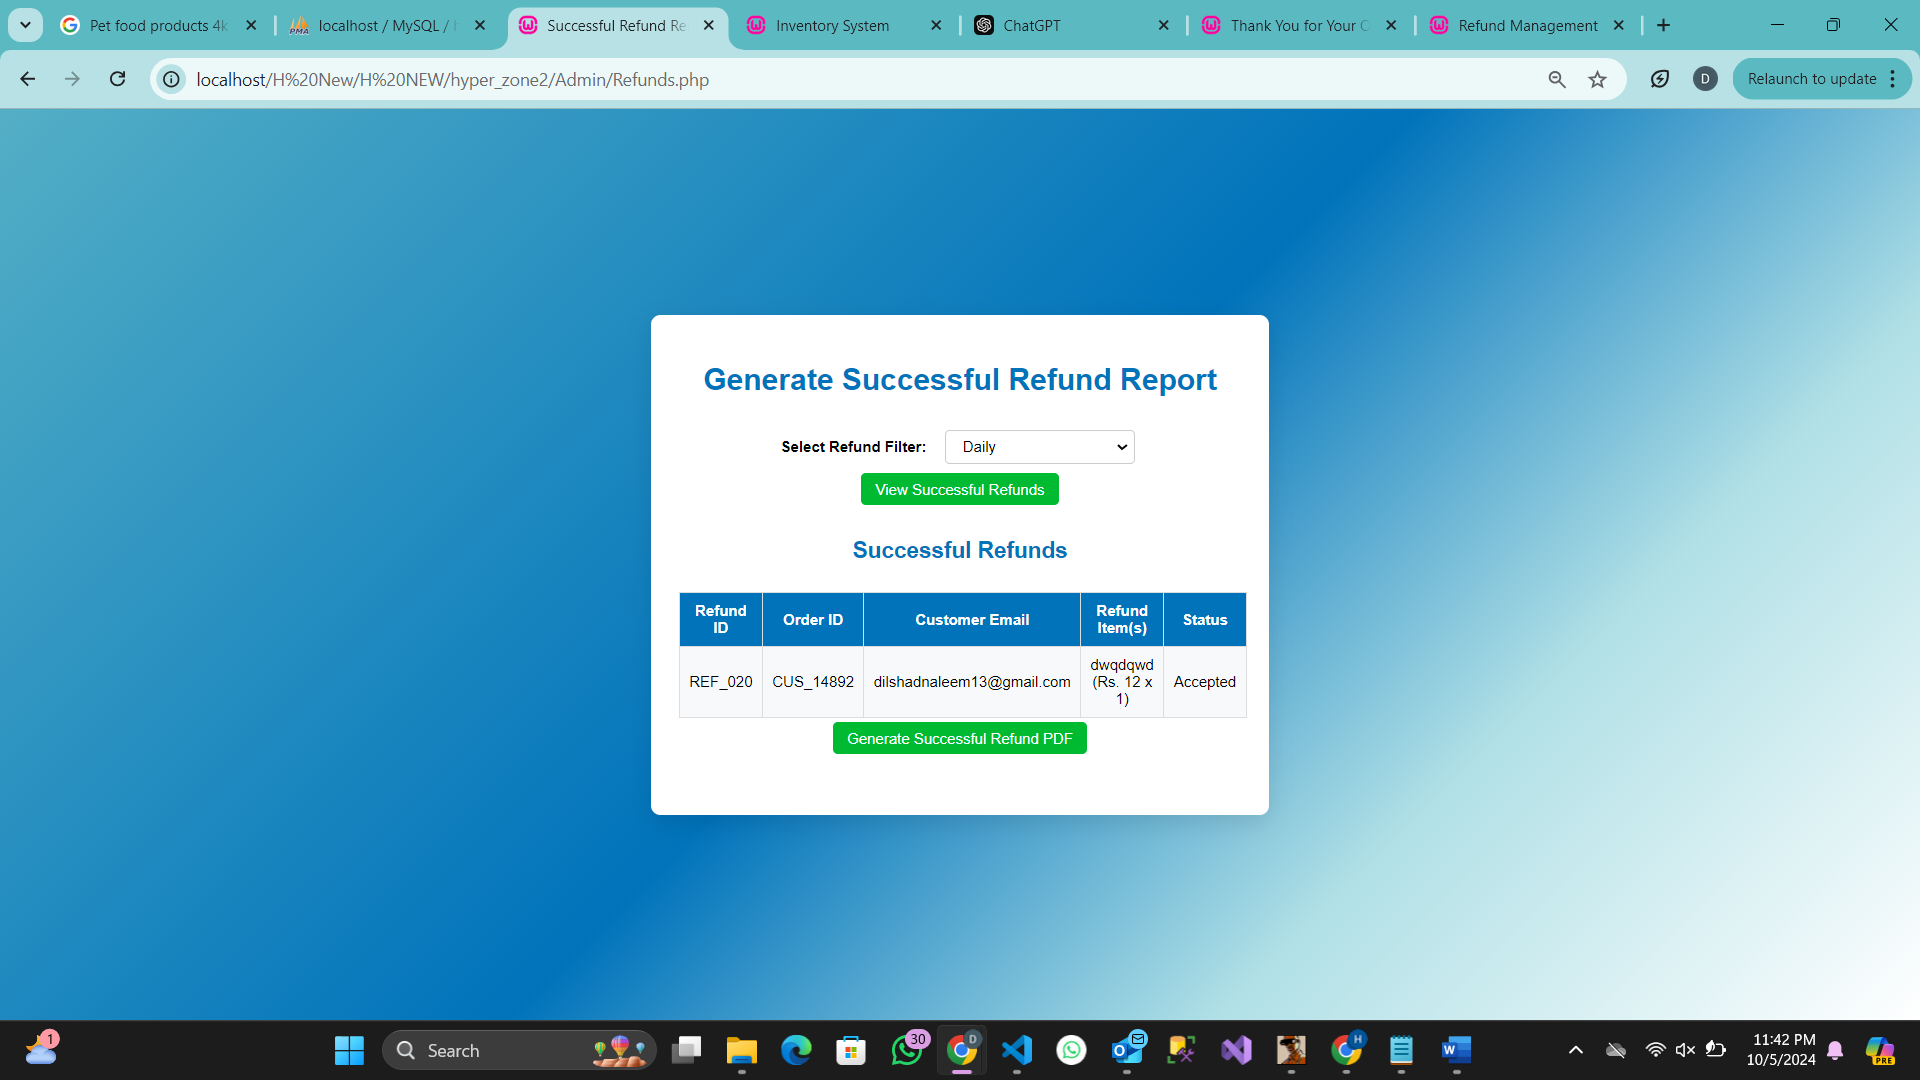 Pet food products 4k
localhost / MySQL / h
Successful Refund Re
Inventory System
ChatGPT
Thank You for Your O
Refund Management
localhost/H%20New/H%20NEW/hyper_zone2/Admin/Refunds.php
D
Relaunch to update
Generate Successful Refund Report
Select Refund Filter:
Daily
View Successful Refunds
Successful Refunds
Refund
ID
Order ID
Customer Email
Refund
Item(s)
Status
REF_020
CUS_14892
dilshadnaleem13@gmail.com
dwqdqwd
(Rs. 12 x
1)
Accepted
Generate Successful Refund PDF
1
Search
30
D
H
11:42 PM
10/5/2024
PRE